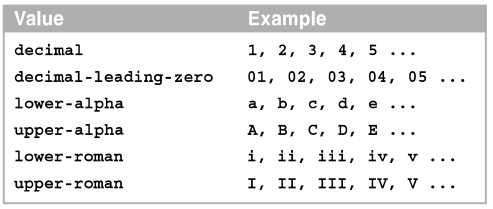 Value Example
decimal 1, 2, 3, 4, 5 ...
decimal-leading-zero 01, 02, 03, 04, 05 ...
lower-alpha a, b, c, d, e ...
upper-alpha A, B, C, D, E ...
lower-roman i, ii, iii, iv, v ...
upper-roman I, II, III, IV, V ...